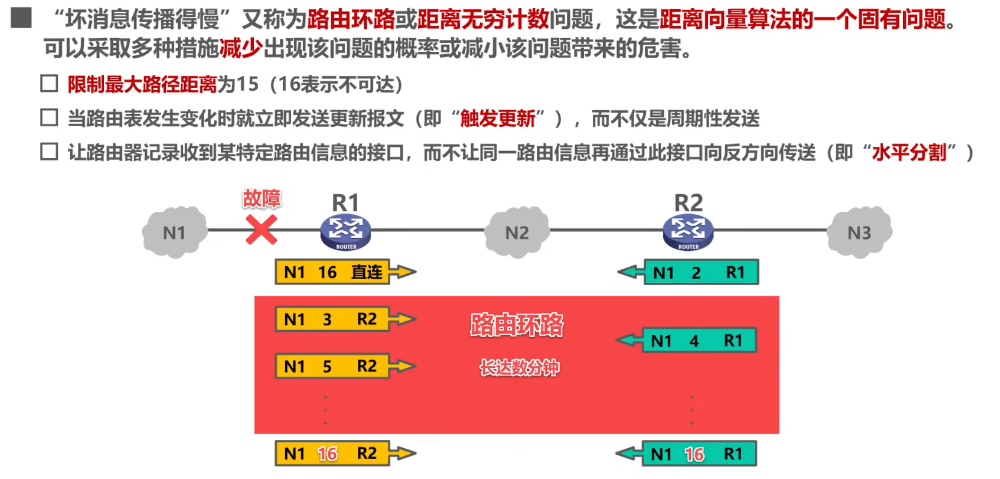 “坏消息传播得慢”又称为路由环路或距离无穷计数问题，这是距离向量算法的一个固有问题。
可以采取多种措施减少出现该问题的概率或减小该问题带来的危害。
限制最大路径距离为15（16表示不可达）
当路由表发生变化时就立即发送更新报文（即“触发更新”），而不仅是周期性发送
让路由器记录收到某特定路由信息的接口，而不让同一路由信息再通过此接口向反方向传送（即“水平分割”）
故障 R1 R2
N1 N2 N3
ROUTER ROUTER
N1 16 直连 N1 2 R1
N1 3 R2 路由环路
N1 4 R1
N1 5 R2 长达数分钟
N1 16 R2 N1 16 R1